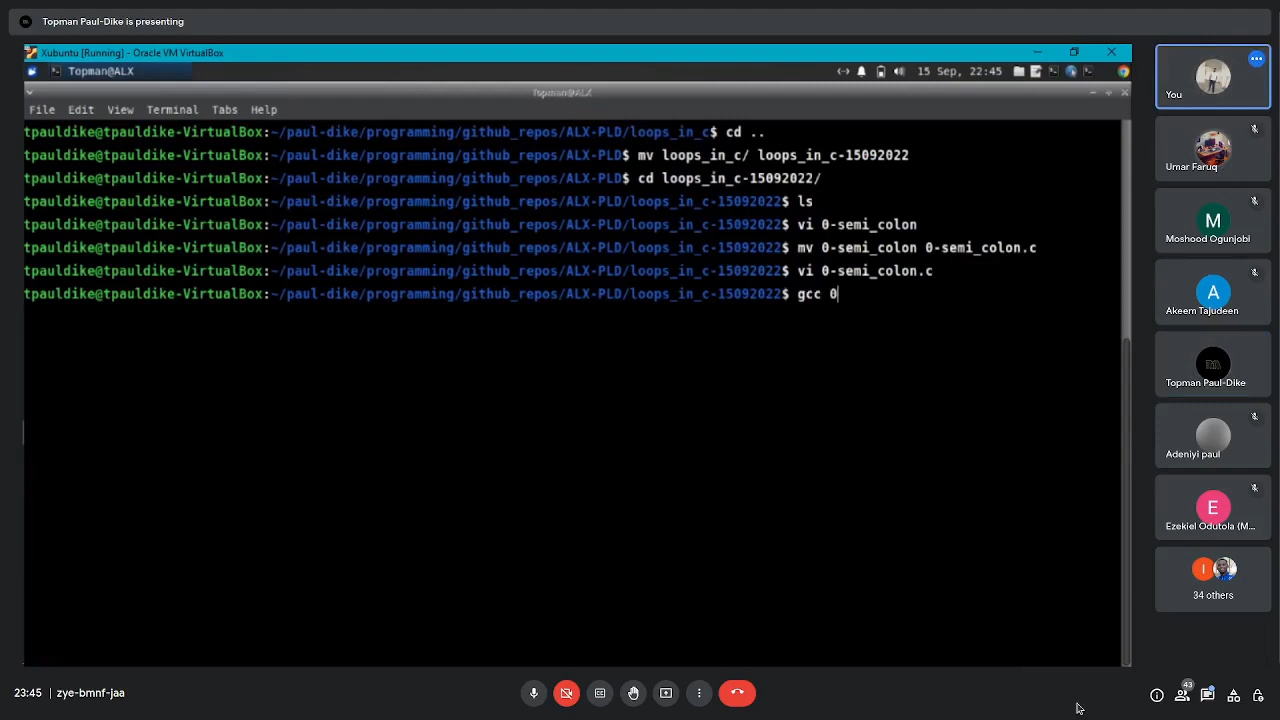 Topman Paul-Dike is presenting
Xubuntu [Running] - Oracle VM VirtualBox
Topman@ALX
15 Sep, 22:45
Topman@ALX
File Edit View Terminal Tabs Help
tpauldike@tpauldike-VirtualBox:~/paul-dike/programming/github_repos/ALX-PLD/loops_in_c$ cd ..
tpauldike@tpauldike-VirtualBox:~/paul-dike/programming/github_repos/ALX-PLD$ mv loops_in_c/ loops_in_c-15092022
tpauldike@tpauldike-VirtualBox:~/paul-dike/programming/github_repos/ALX-PLD$ cd loops_in_c-15092022/
tpauldike@tpauldike-VirtualBox:~/paul-dike/programming/github_repos/ALX-PLD/loops_in_c-15092022$ ls
tpauldike@tpauldike-VirtualBox:~/paul-dike/programming/github_repos/ALX-PLD/loops_in_c-15092022$ vi 0-semi_colon
tpauldike@tpauldike-VirtualBox:~/paul-dike/programming/github_repos/ALX-PLD/loops_in_c-15092022$ mv 0-semi_colon 0-semi_colon.c
tpauldike@tpauldike-VirtualBox:~/paul-dike/programming/github_repos/ALX-PLD/loops_in_c-15092022$ vi 0-semi_colon.c
tpauldike@tpauldike-VirtualBox:~/paul-dike/programming/github_repos/ALX-PLD/loops_in_c-15092022$ gcc 0
You
Umar Faruq
M
Moshood Ogunjobi
A
Akeem Tajudeen
Topman Paul-Dike
Adeniyi paul
E
Ezekiel Odutola (M...
I
34 others
23:45 | zye-bmnf-jaa
43